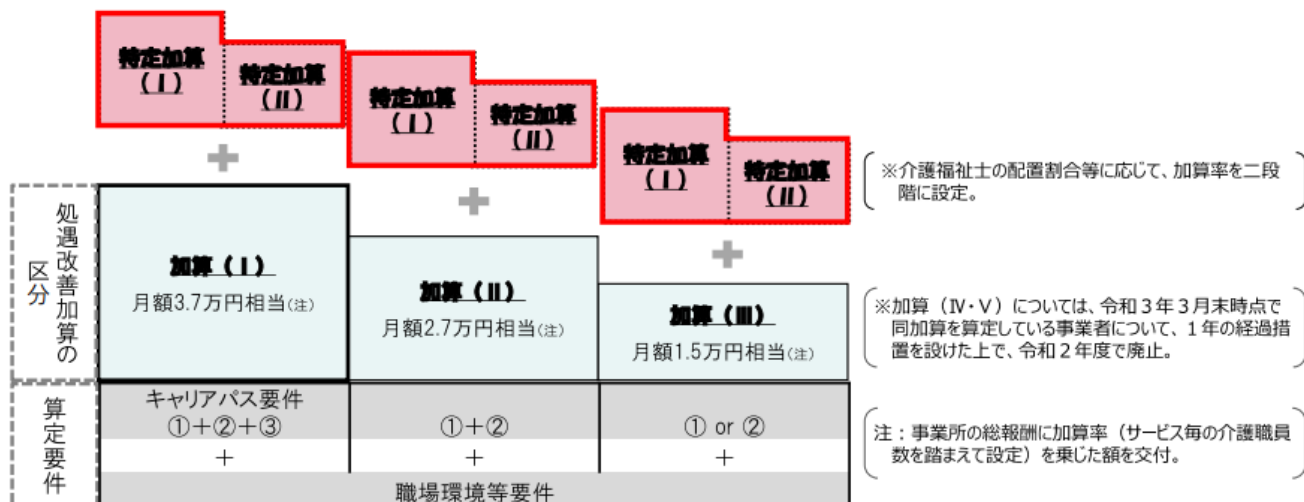 特定加算
(Ⅰ)
特定加算
(Ⅱ)
特定加算
(Ⅰ)
特定加算
(Ⅱ)
特定加算
(Ⅰ)
特定加算
(Ⅱ)
※介護福祉士の配置割合等に応じて、加算率を二段
階に設定。
処遇改善加算の
区分
加算(Ⅰ)
月額3.7万円相当(注)
加算(Ⅱ)
月額2.7万円相当(注)
加算(Ⅲ)
月額1.5万円相当(注)
※加算(Ⅳ・Ⅴ)については、令和3年3月末時点で
同加算を算定している事業者について、1年の経過措
置を設けた上で、令和2年度で廃止。
算定要件
キャリアパス要件
①+②+③
①+②
① or ②
+
+
+
職場環境等要件
注:事業所の総報酬に加算率(サービス毎の介護職員
数を踏まえて設定)を乗じた額を交付。